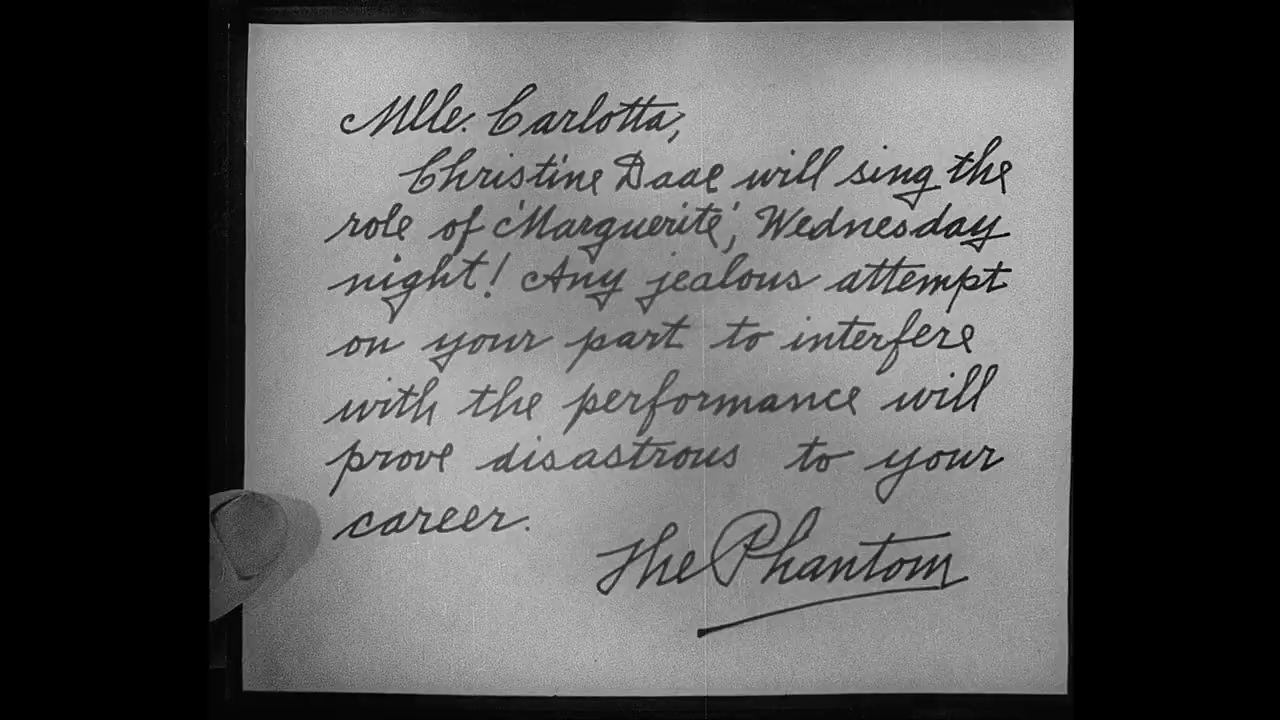 Mlle. Carlotta,
Christine Daae will sing the
role of 'Marguerite', Wednesday
night! Any jealous attempt
on your part to interfere
with the performance will
prove disastrous to your
career.
The Phantom